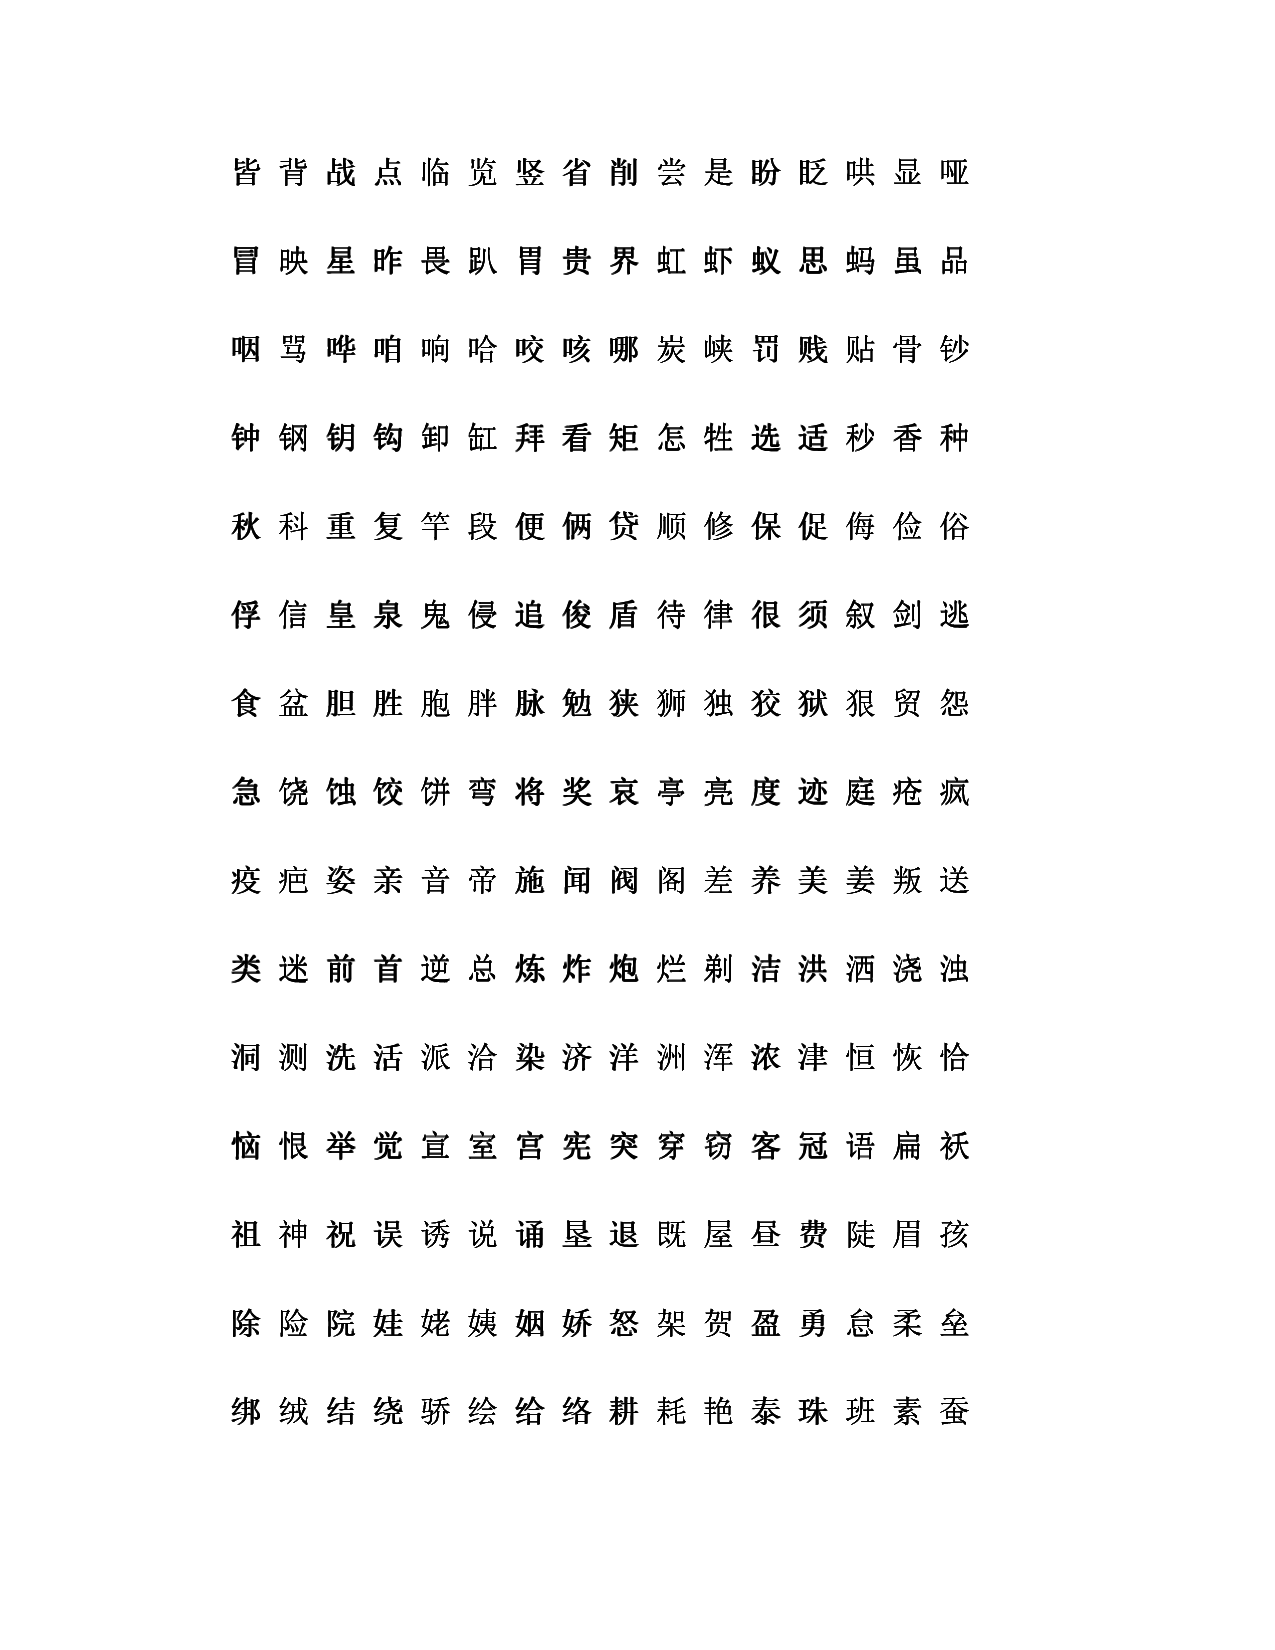 皆 背 战 点 临 览 竖 省 削 尝 是 盼 眨 哄 显 哑
冒 映 星 昨 畏 趴 胃 贵 界 虹 虾 蚁 思 蚂 虽 品
咽 骂 哗 咱 响 哈 咬 咳 哪 炭 峡 罚 贱 贴 骨 钞
钟 钢 钥 钩 卸 缸 拜 看 矩 怎 牲 选 适 秒 香 种
秋 科 重 复 竿 段 便 俩 贷 顺 修 保 促 侮 俭 俗
俘 信 皇 泉 鬼 侵 追 俊 盾 待 律 很 须 叙 剑 逃
食 盆 胆 胜 胞 胖 脉 勉 狭 狮 独 狡 狱 狠 贸 怨
急 饶 蚀 饺 饼 弯 将 奖 哀 亭 亮 度 迹 庭 疮 疯
疫 疤 姿 亲 音 帝 施 闻 阀 阁 差 养 美 姜 叛 送
类 迷 前 首 逆 总 炼 炸 炮 烂 剃 洁 洪 洒 浇 浊
洞 测 洗 活 派 洽 染 济 洋 洲 浑 浓 津 恒 恢 恰
恼 恨 举 觉 宣 室 宫 宪 突 穿 窃 客 冠 语 扁 袄
祖 神 祝 误 诱 说 诵 垦 退 既 屋 昼 费 陡 眉 孩
除 险 院 娃 姥 姨 姻 娇 怒 架 贺 盈 勇 怠 柔 垒
绑 绒 结 绕 骄 绘 给 络 耕 耗 艳 泰 珠 班 素 蚕